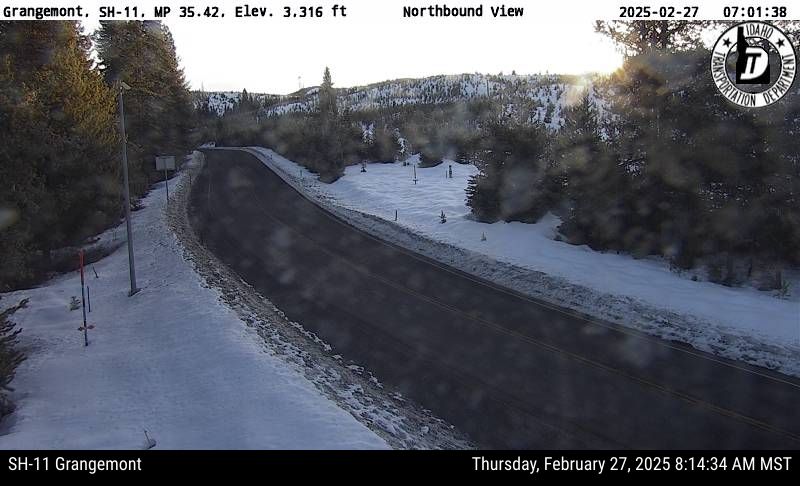 Grangemont, SH-11, MP 35.42, Elev. 3,316 ft Northbound View 2025-02-27 07:01:38
IDAHO
TRANSPORTATION DEPARTMENT
SH-11 Grangemont Thursday, February 27, 2025 8:14:34 AM MST